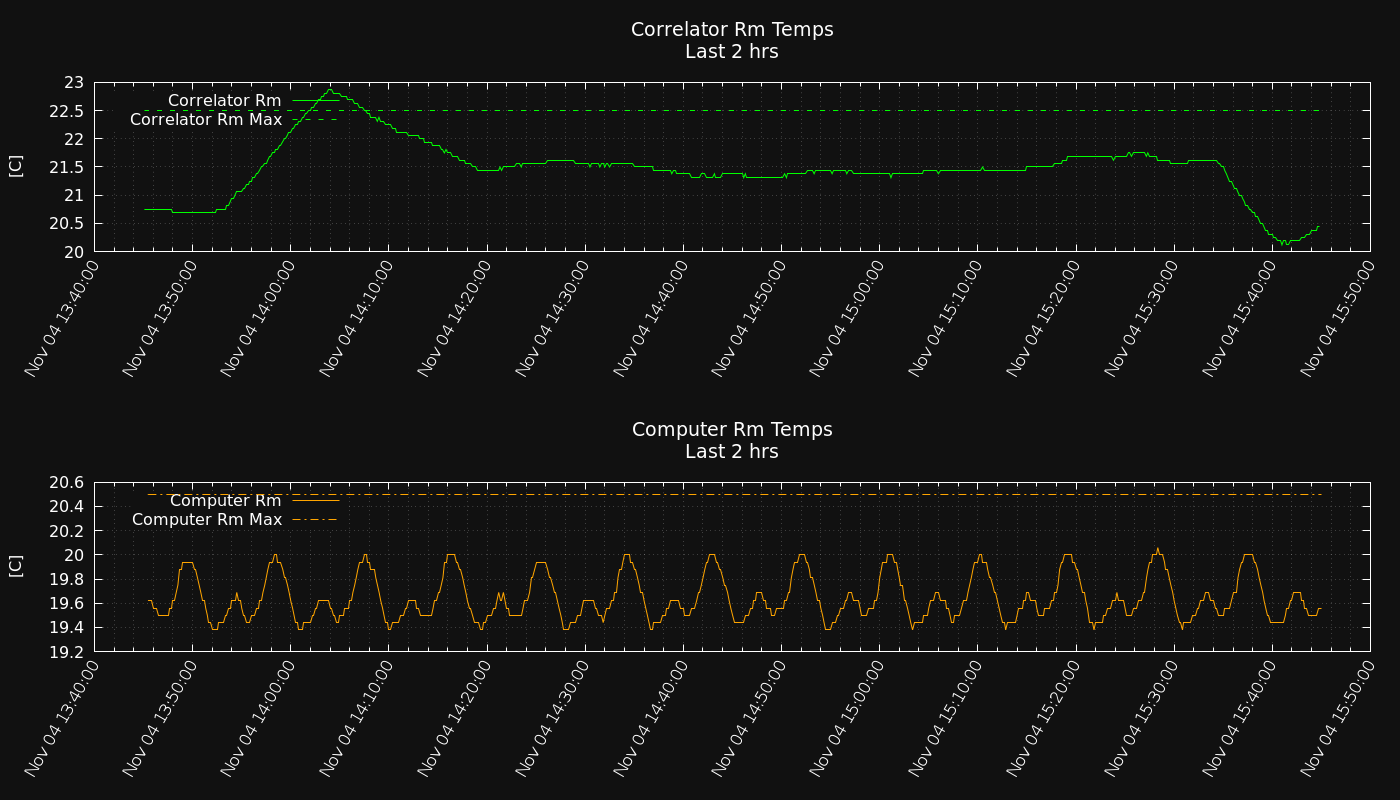 Correlator Rm Temps
Last 2 hrs
23
22.5
22
21.5
21
20.5
20
[C]
Correlator Rm
Correlator Rm Max
Nov 04 13:40:00
Nov 04 13:50:00
Nov 04 14:00:00
Nov 04 14:10:00
Nov 04 14:20:00
Nov 04 14:30:00
Nov 04 14:40:00
Nov 04 14:50:00
Nov 04 15:00:00
Nov 04 15:10:00
Nov 04 15:20:00
Nov 04 15:30:00
Nov 04 15:40:00
Nov 04 15:50:00
Computer Rm Temps
Last 2 hrs
20.6
20.4
20.2
20
19.8
19.6
19.4
19.2
[C]
Computer Rm
Computer Rm Max
Nov 04 13:40:00
Nov 04 13:50:00
Nov 04 14:00:00
Nov 04 14:10:00
Nov 04 14:20:00
Nov 04 14:30:00
Nov 04 14:40:00
Nov 04 14:50:00
Nov 04 15:00:00
Nov 04 15:10:00
Nov 04 15:20:00
Nov 04 15:30:00
Nov 04 15:40:00
Nov 04 15:50:00